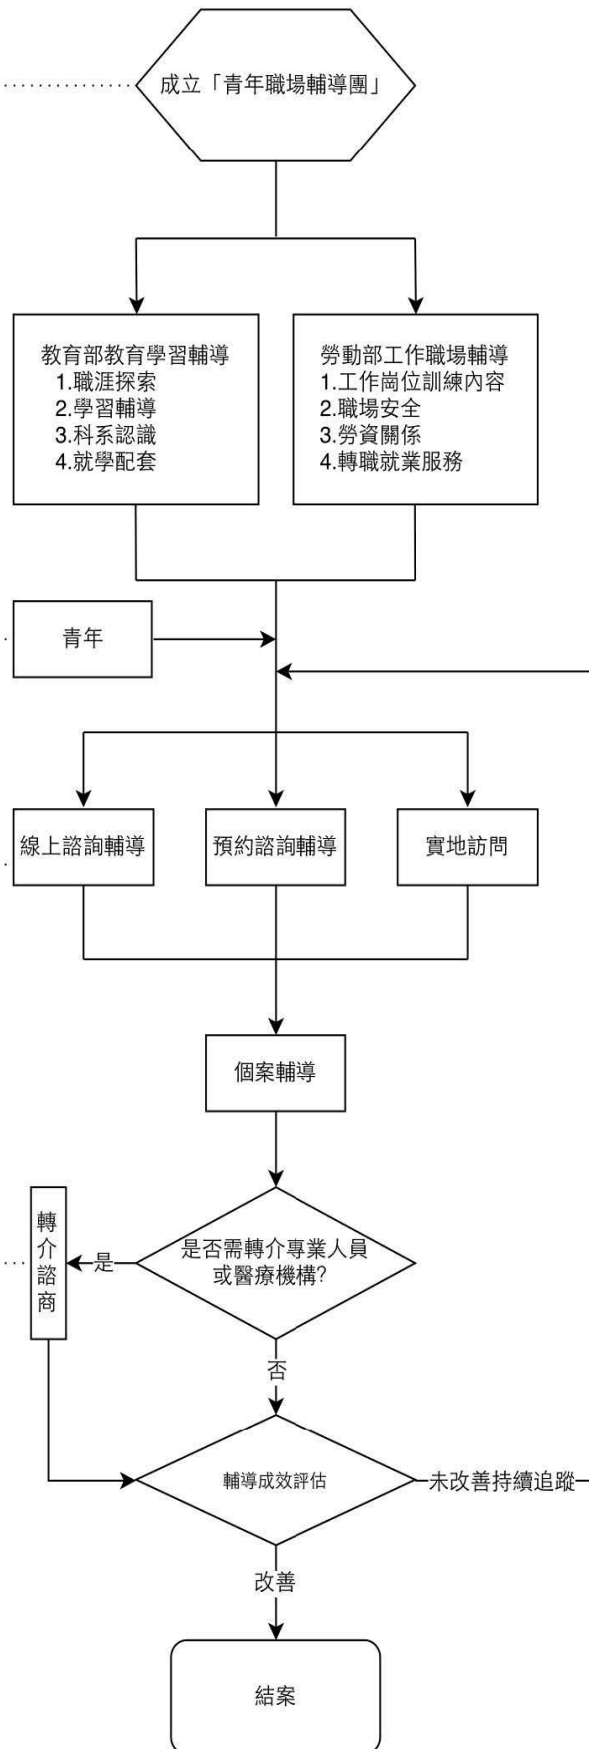 成立「青年職場輔導團」
教育部教育學習輔導
1.職涯探索
2.學習輔導
3.科系認識
4.就學配套
勞動部工作職場輔導
1.工作崗位訓練內容
2.職場安全
3.勞資關係
4.轉職就業服務
青年
線上諮詢輔導
預約諮詢輔導
實地訪問
個案輔導
是否需轉介專業人員
或醫療機構?
是
轉介諮商
否
輔導成效評估
未改善持續追蹤
改善
結案